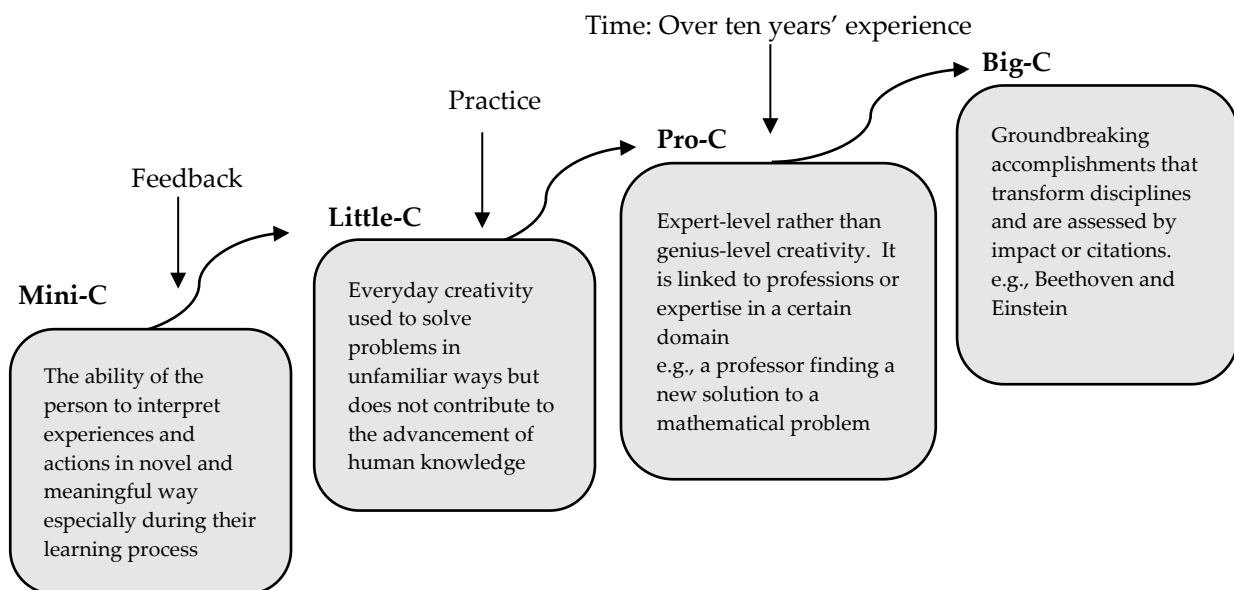 Time: Over ten years’ experience
Big-C
Practice
Groundbreaking
accomplishments that
transform disciplines
and are assessed by
impact or citations.
e.g., Beethoven and
Einstein
Pro-C
Feedback
Little-C
Expert-level rather than
genius-level creativity.  It
is linked to professions or
expertise in a certain
domain
e.g., a professor finding a
new solution to a
mathematical problem
Mini-C
Everyday creativity
used to solve
problems in
unfamiliar ways but
does not contribute to
the advancement of
human knowledge
The ability of the
person to interpret
experiences and
actions in novel and
meaningful way
especially during their
learning process